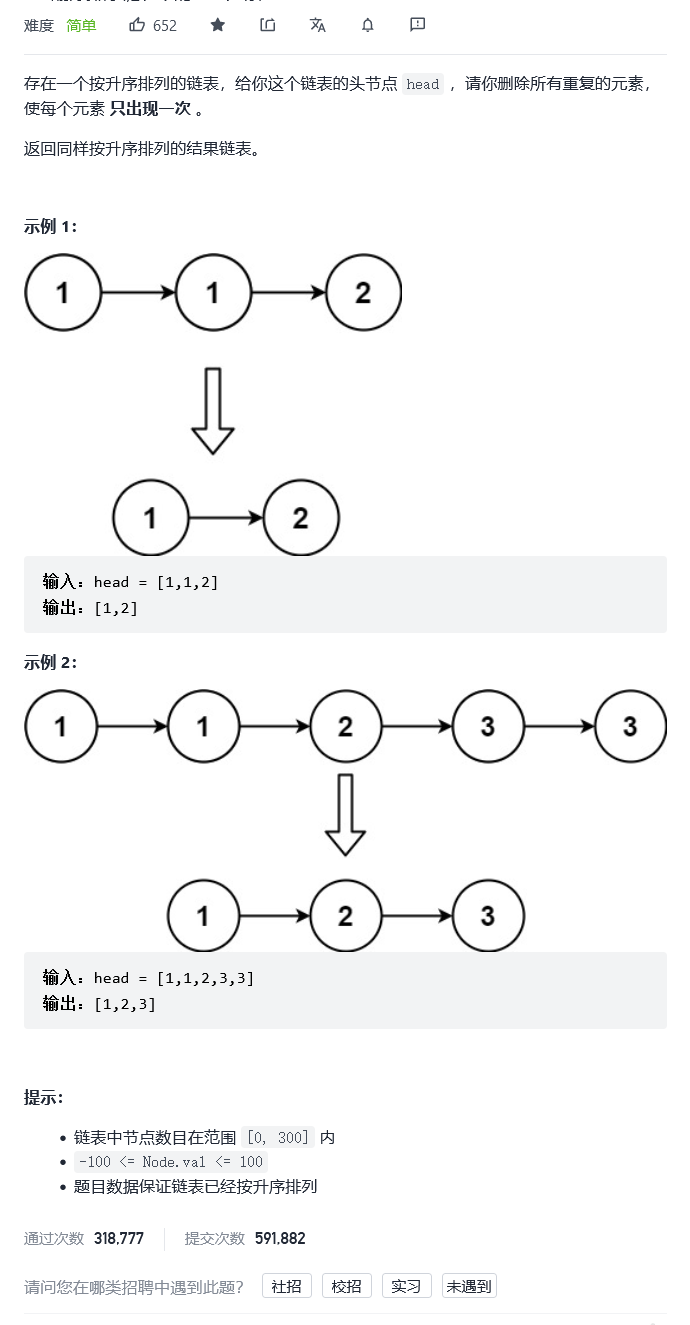 难度 简单 652
存在一个按升序排列的链表，给你这个链表的头节点 head ，请你删除所有重复的元素，
使每个元素 只出现一次 。
返回同样按升序排列的结果链表。
示例 1：
1 1 2
1 2
输入：head = [1,1,2]
输出：[1,2]
示例 2：
1 1 2 3 3
1 2 3
输入：head = [1,1,2,3,3]
输出：[1,2,3]
提示：
链表中节点数目在范围 [0, 300] 内
-100 <= Node.val <= 100
题目数据保证链表已经按升序排列
通过次数 318,777 提交次数 591,882
请问您在哪类招聘中遇到此题？ 社招 校招 实习 未遇到